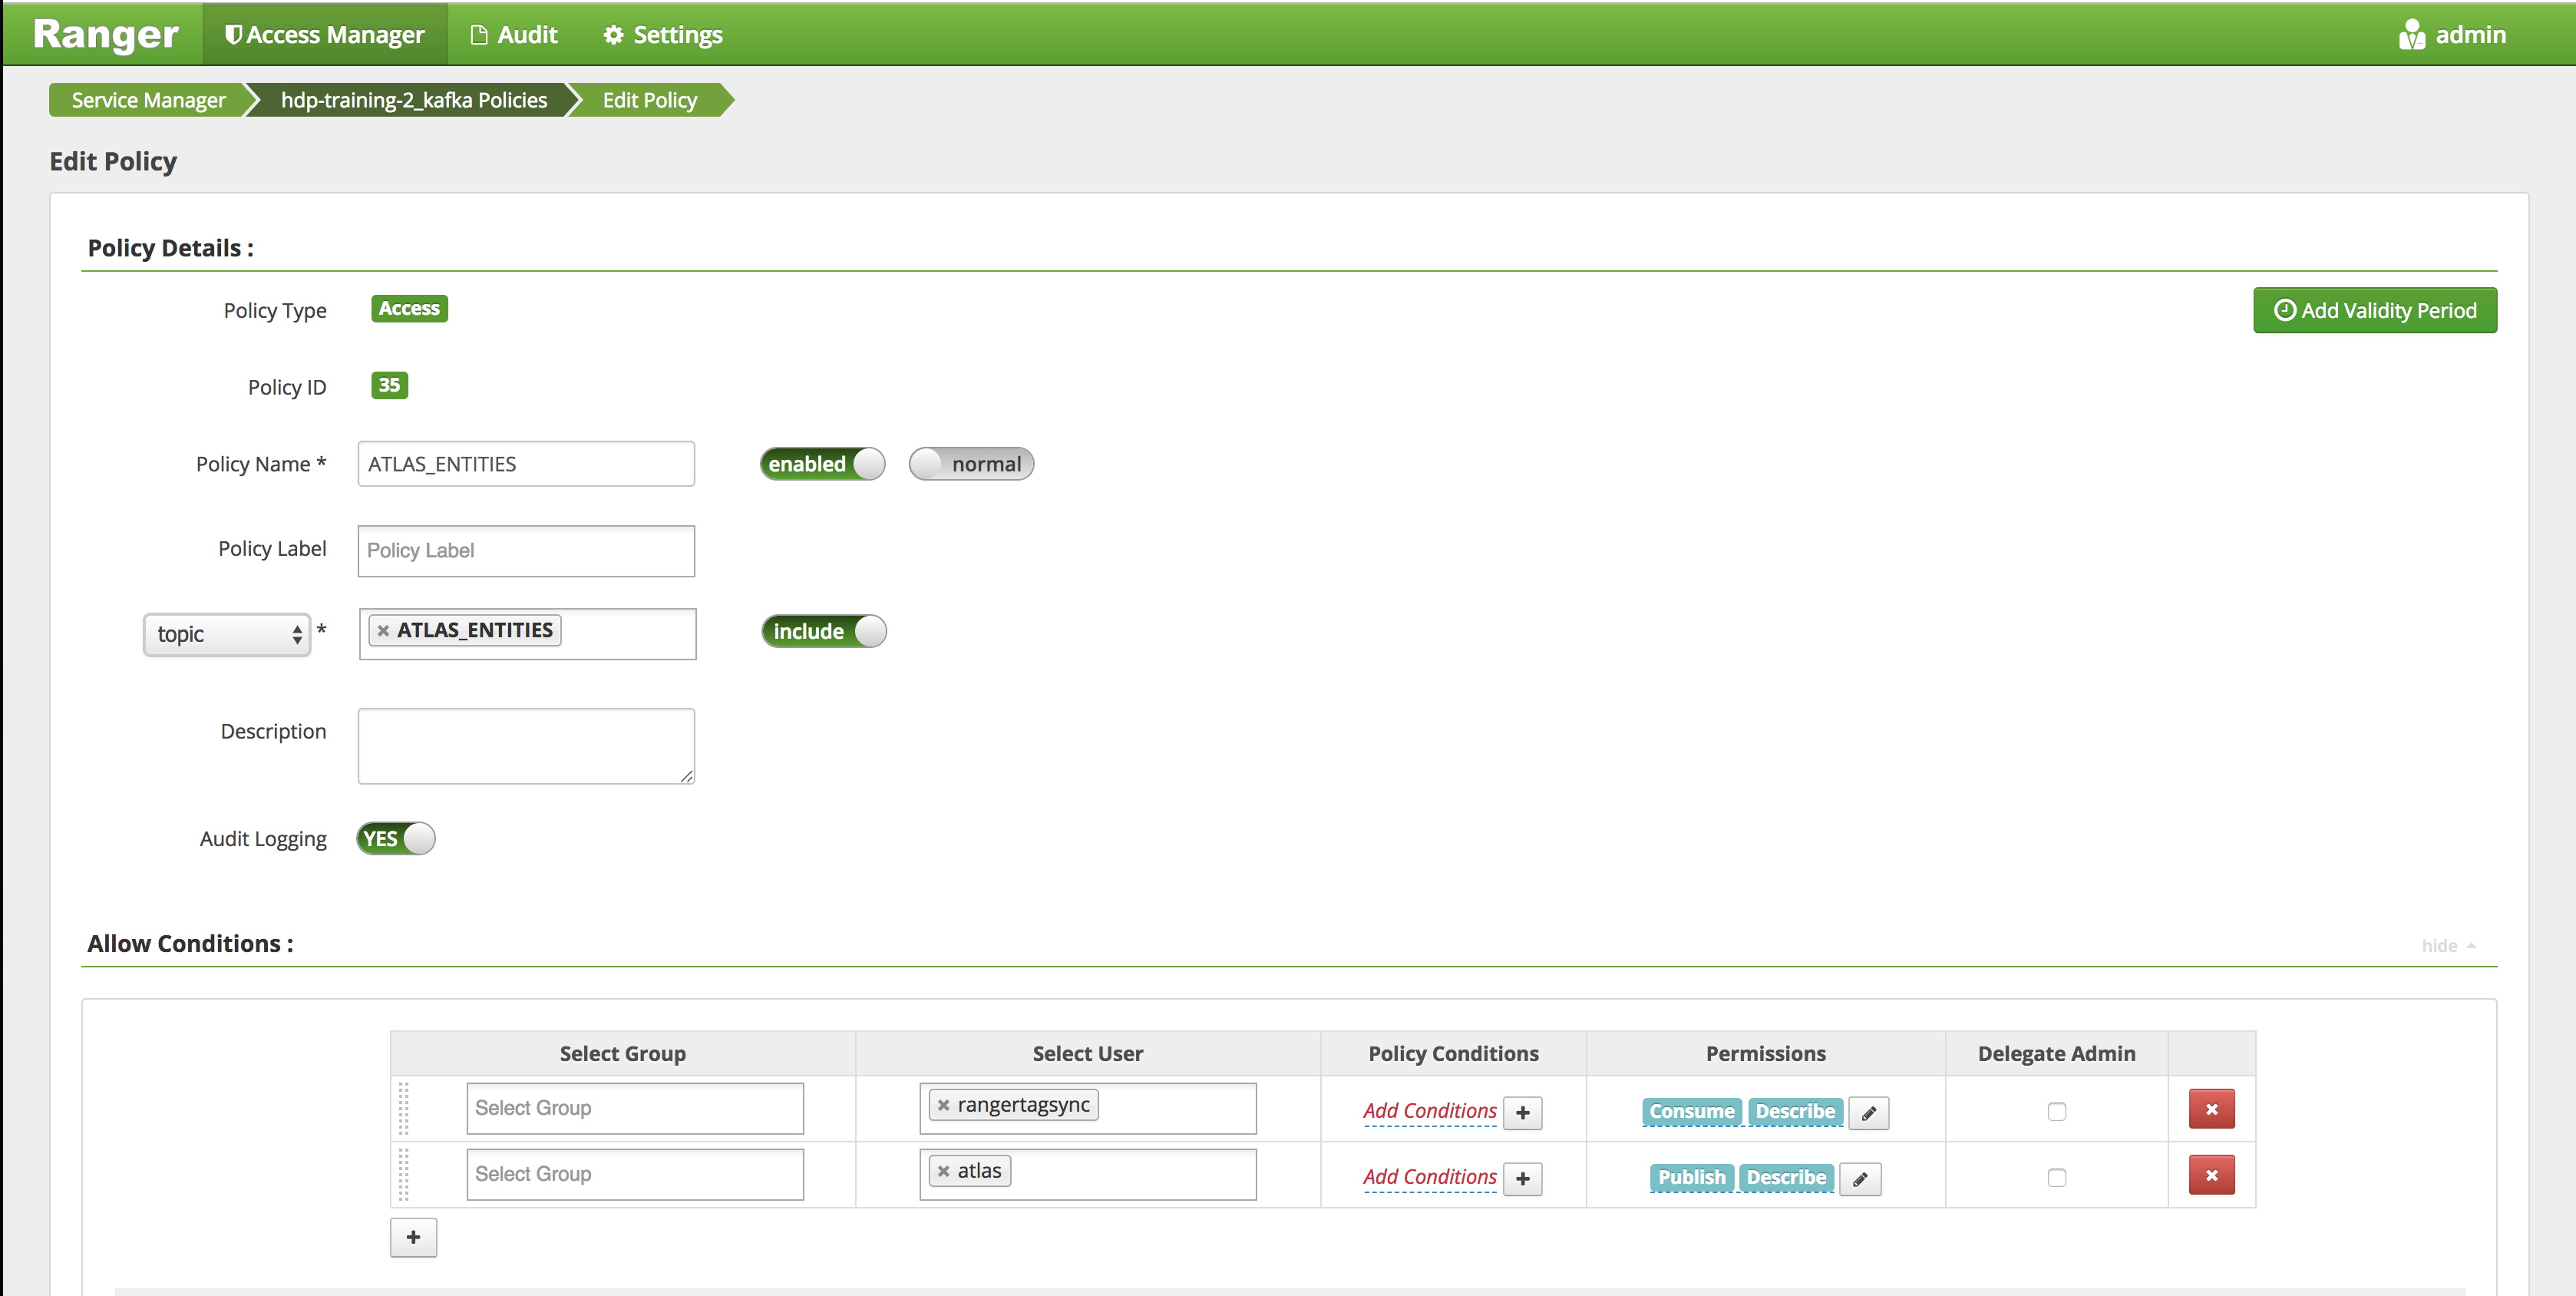 Ranger Access Manager Audit Settings admin
Service Manager hdp-training-2_kafka Policies Edit Policy
Edit Policy
Policy Details :
Policy Type Access Add Validity Period
Policy ID 35
Policy Name * ATLAS_ENTITIES enabled normal
Policy Label Policy Label
topic * × ATLAS_ENTITIES include
Description
Audit Logging YES
Allow Conditions : hide
Select Group Select User Policy Conditions Permissions Delegate Admin
Select Group × rangertagsync Add Conditions + Consume Describe ×
Select Group × atlas Add Conditions + Publish Describe ×
+